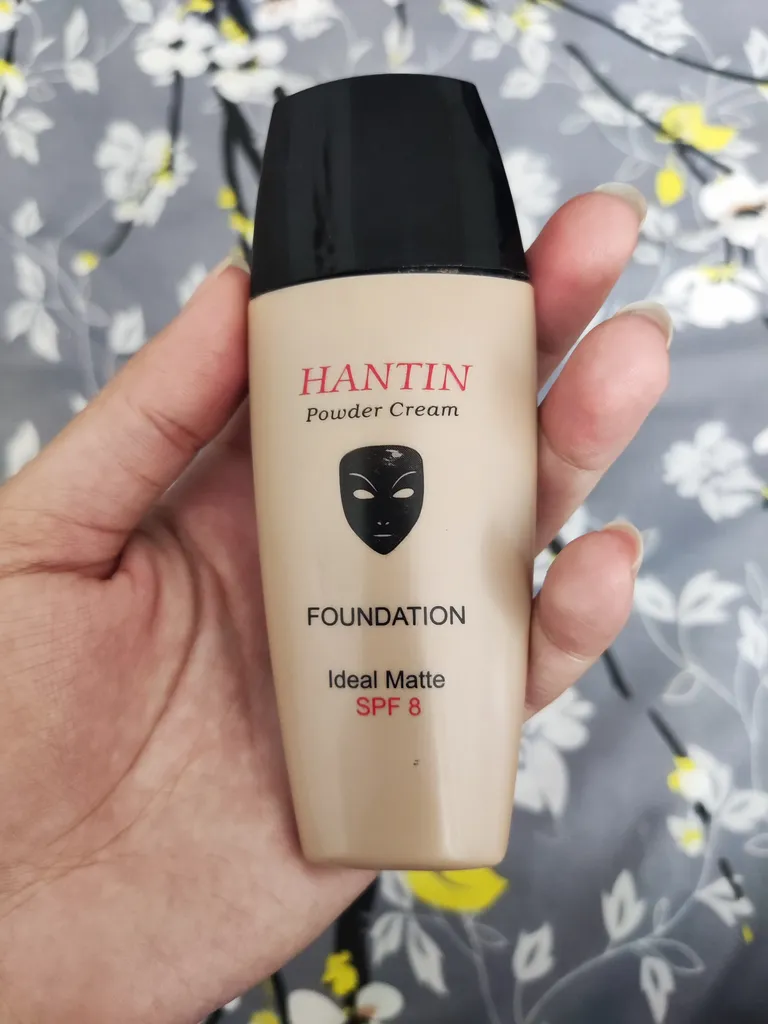 HANTIN
Powder Cream
FOUNDATION
Ideal Matte
SPF 8